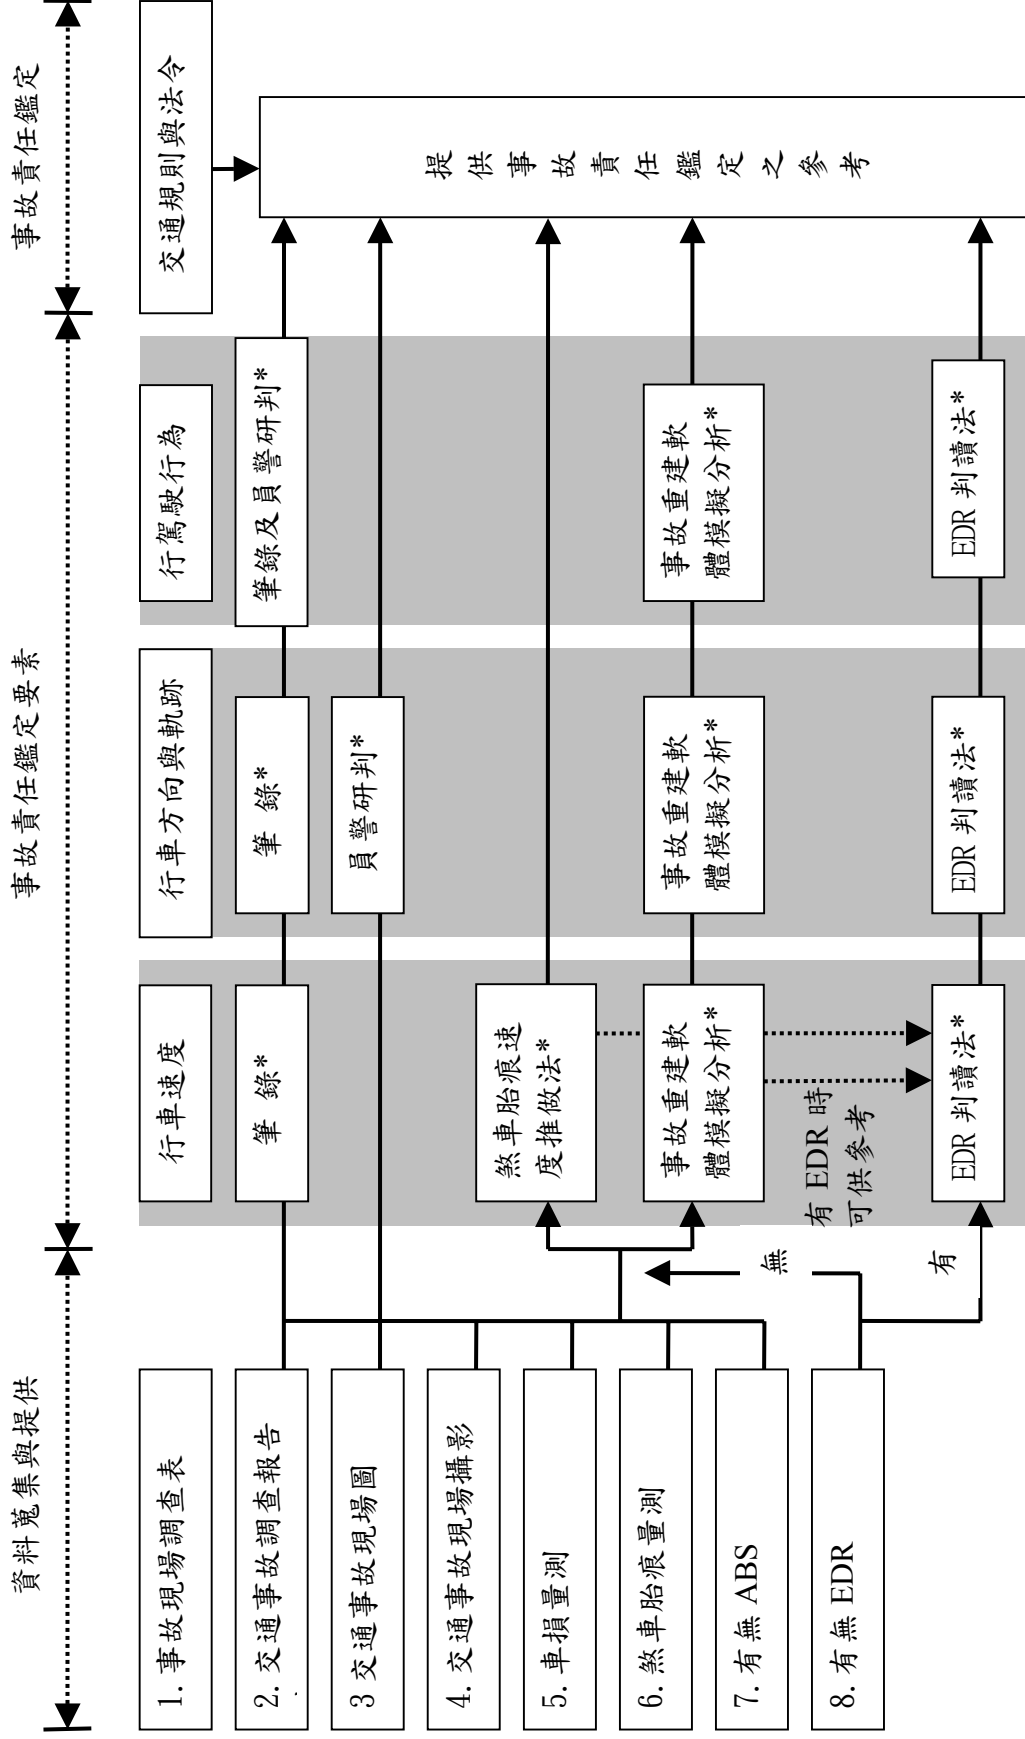 資料蒐集與提供
事故責任鑑定要素
事故責任鑑定
1. 事故現場調查表
2. 交通事故調查報告
3 交通事故現場圖
4. 交通事故現場攝影
5. 車損量測
6. 煞車胎痕量測
7. 有無 ABS
8. 有無 EDR
無
有
行車速度
筆 錄*
煞車胎痕速
度推做法*
事故重建軟
體模擬分析*
有 EDR 時
可供參考
EDR 判讀法*
行車方向與軌跡
筆 錄*
員警研判*
事故重建軟
體模擬分析*
EDR 判讀法*
行駕駛行為
筆錄及員警研判*
事故重建軟
體模擬分析*
EDR 判讀法*
交通規則與法令
提供事故責任鑑定之參考